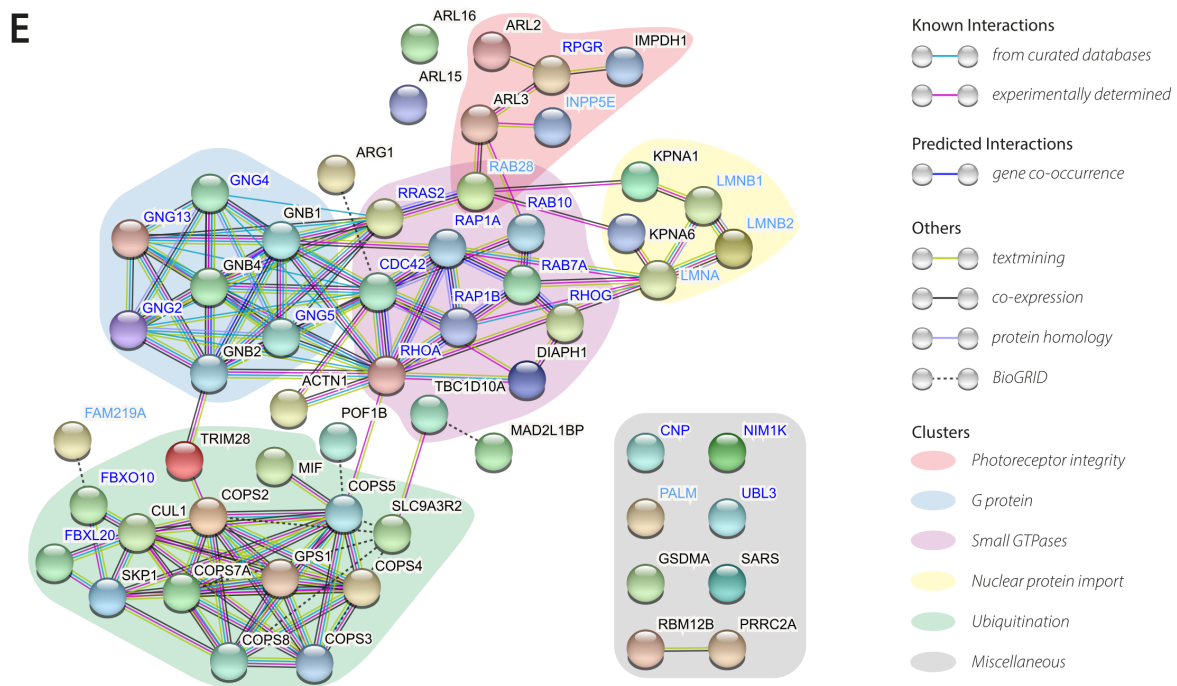 E
ARL16
ARL2
RPGR
IMPDH1
ARL15
ARL3
INPP5E
ARG1
RAB28
KPNA1
LMNB1
GNG4
RRAS2
RAB10
GNG13
GNB1
RAP1A
LMNB2
KPNA6
GNB4
CDC42
RAB7A
LMNA
GNG2
GNG5
RAP1B
RHOG
GNB2
RHOA
DIAPH1
ACTN1
TBC1D10A
FAM219A
POF1B
TRIM28
MAD2L1BP
MIF
FBXO10
COPS2
COPS5
CUL1
SLC9A3R2
FBXL20
GPS1
COPS4
SKP1
COPS7A
COPS8
COPS3
CNP
NIM1K
PALM
UBL3
GSDMA
SARS
RBM12B
PRRC2A
Known Interactions
from curated databases
experimentally determined
Predicted Interactions
gene co-occurrence
Others
textmining
co-expression
protein homology
BioGRID
Clusters
Photoreceptor integrity
G protein
Small GTPases
Nuclear protein import
Ubiquitination
Miscellaneous